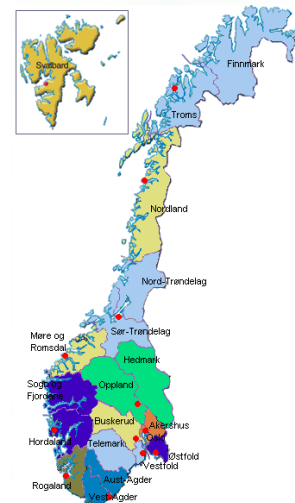 Svalbard
Finnmark
Troms
Nordland
Nord-Trøndelag
Sør-Trøndelag
Møre og
Romsdal
Hedmark
Sogn og
Fjordane
Oppland
Buskerud
Akershus
Oslo
Hordaland
Telemark
Østfold
Vestfold
Rogaland
Aust-Agder
Vest-Agder